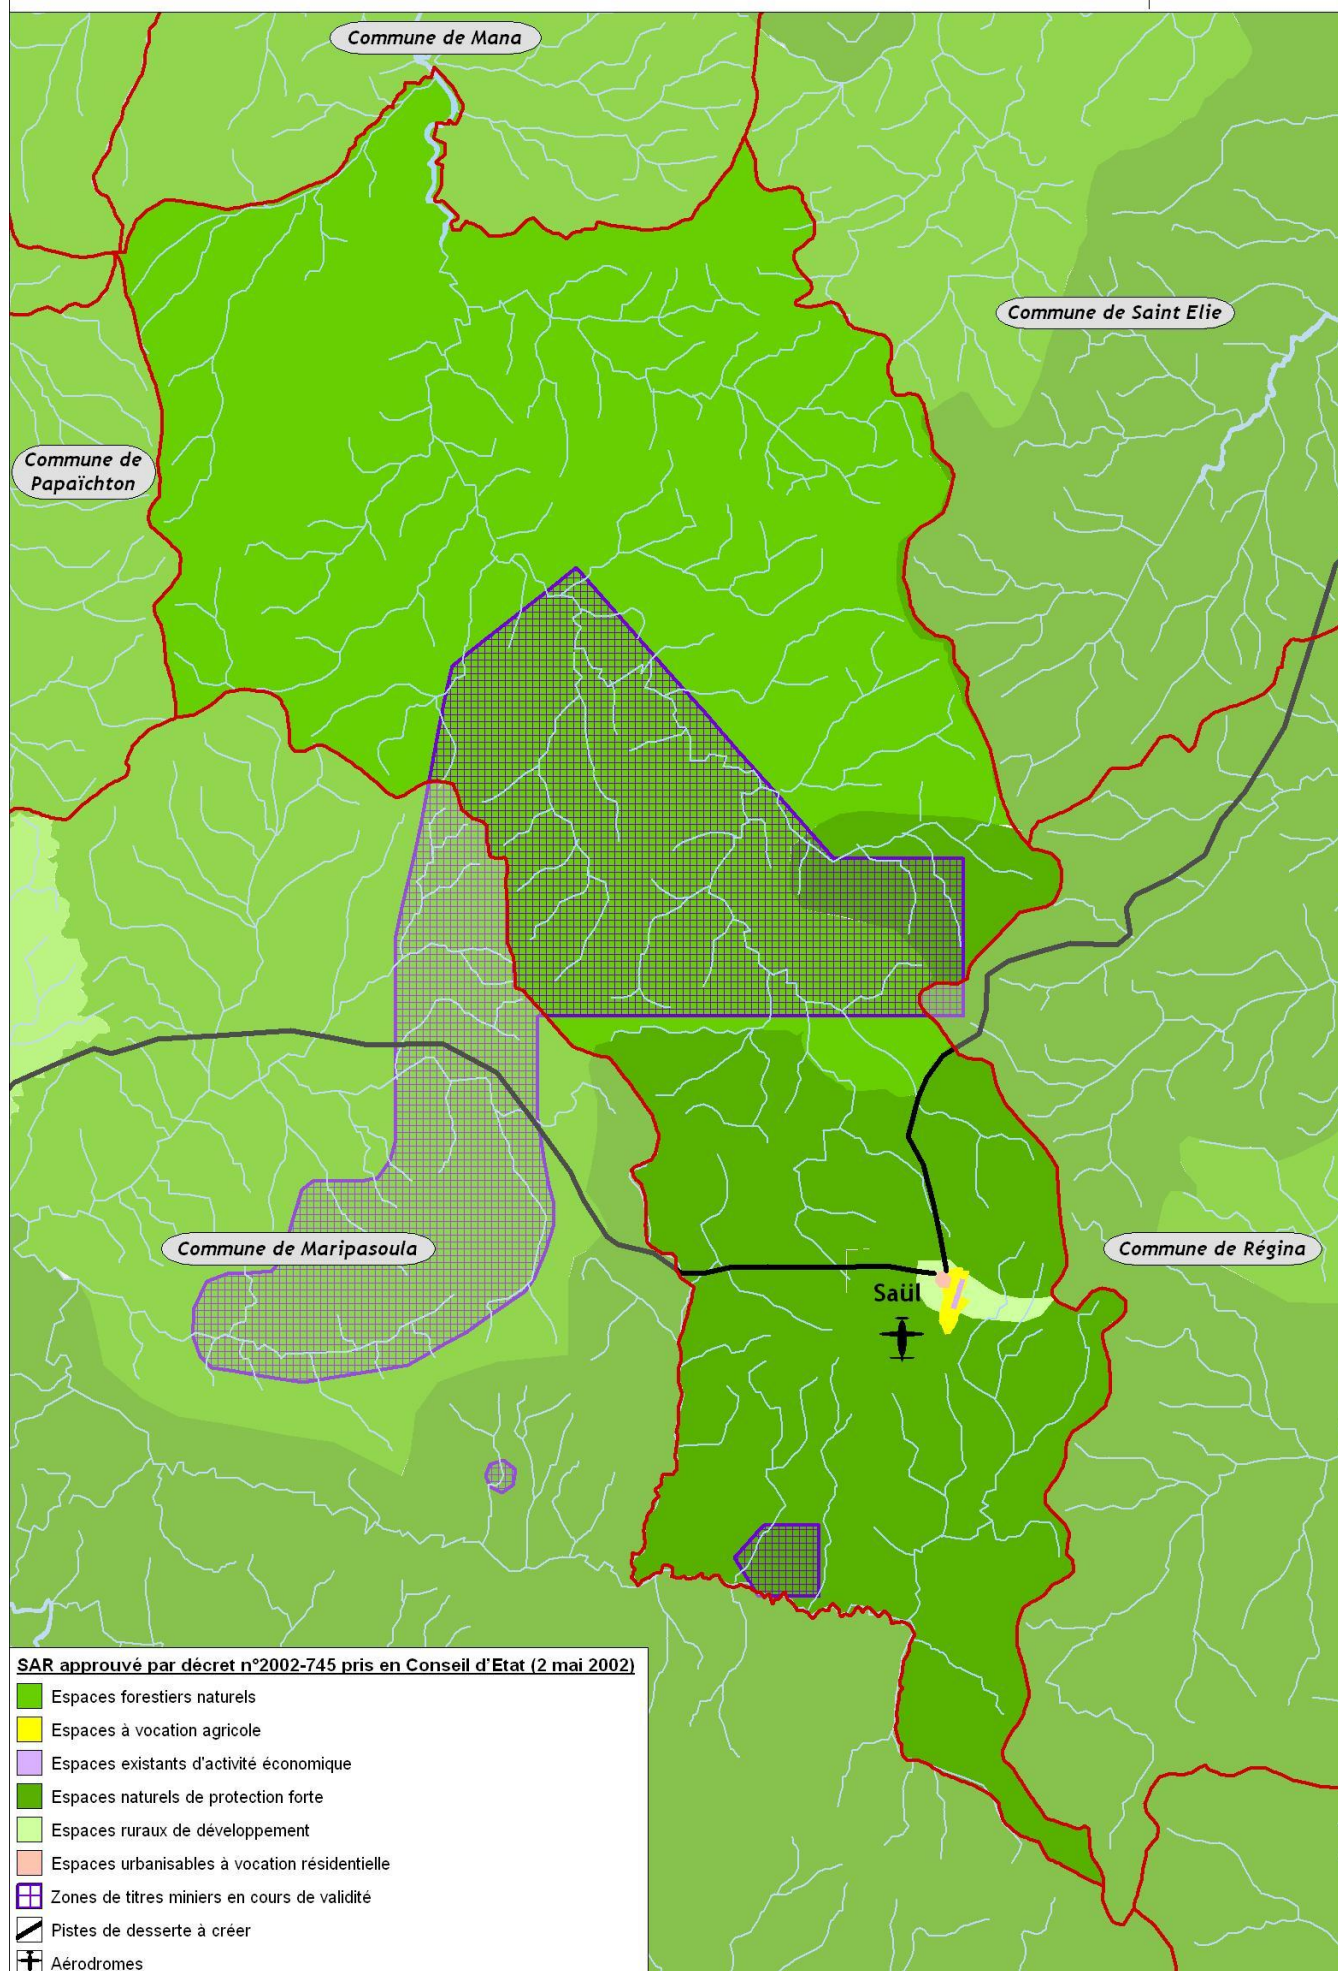 Commune de Mana
Commune de Saint Elie
Commune de
Papaïchton
Commune de Maripasoula
Commune de Régina
Saül
SAR approuvé par décret n°2002-745 pris en Conseil d'Etat (2 mai 2002)
Espaces forestiers naturels
Espaces à vocation agricole
Espaces existants d'activité économique
Espaces naturels de protection forte
Espaces ruraux de développement
Espaces urbanisables à vocation résidentielle
Zones de titres miniers en cours de validité
Pistes de desserte à créer
Aérodromes